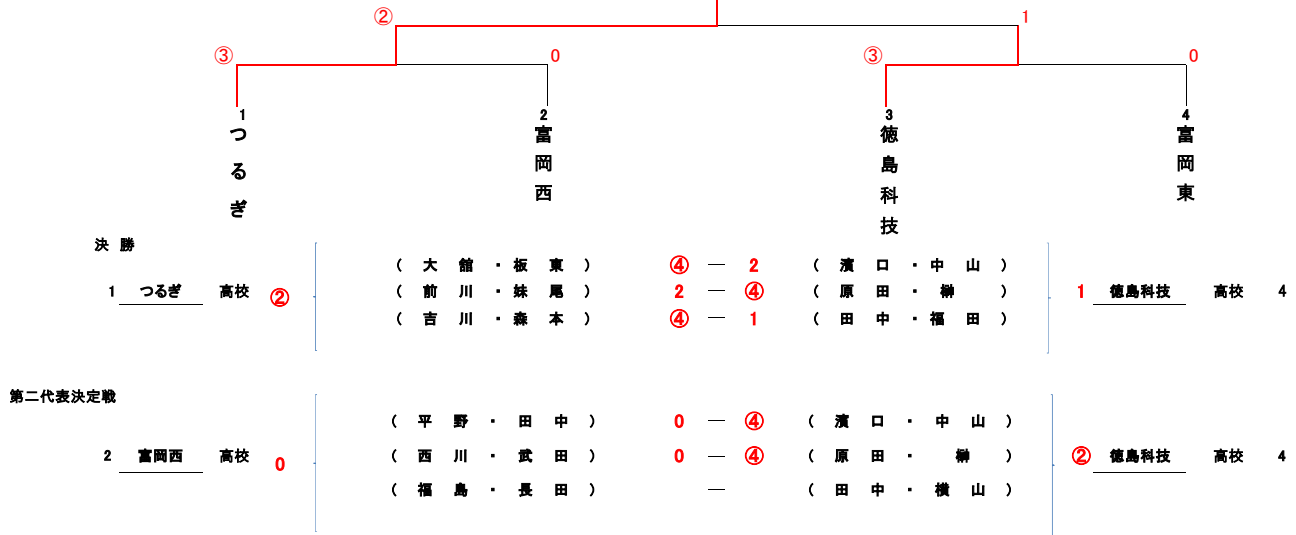 ② 1
③ 0 ③ 0
1 2 3 4
つるぎ 富岡西 徳島科技 富岡東
決 勝
( 大 舘 ・ 板 東 ) ④ ― 2 ( 濱 口 ・ 中 山 )
1 つるぎ 高校 ② ( 前 川 ・ 妹 尾 ) 2 ― ④ ( 原 田 ・ 榊 ) 1 徳島科技 高校 4
( 吉 川 ・ 森 本 ) ④ ― 1 ( 田 中 ・ 福 田 )
第二代表決定戦
( 平 野 ・ 田 中 ) 0 ― ④ ( 濱 口 ・ 中 山 )
2 富岡西 高校 0 ( 西 川 ・ 武 田 ) 0 ― ④ ( 原 田 ・ 榊 ) ② 徳島科技 高校 4
( 福 島 ・ 長 田 ) ― ( 田 中 ・ 横 山 )